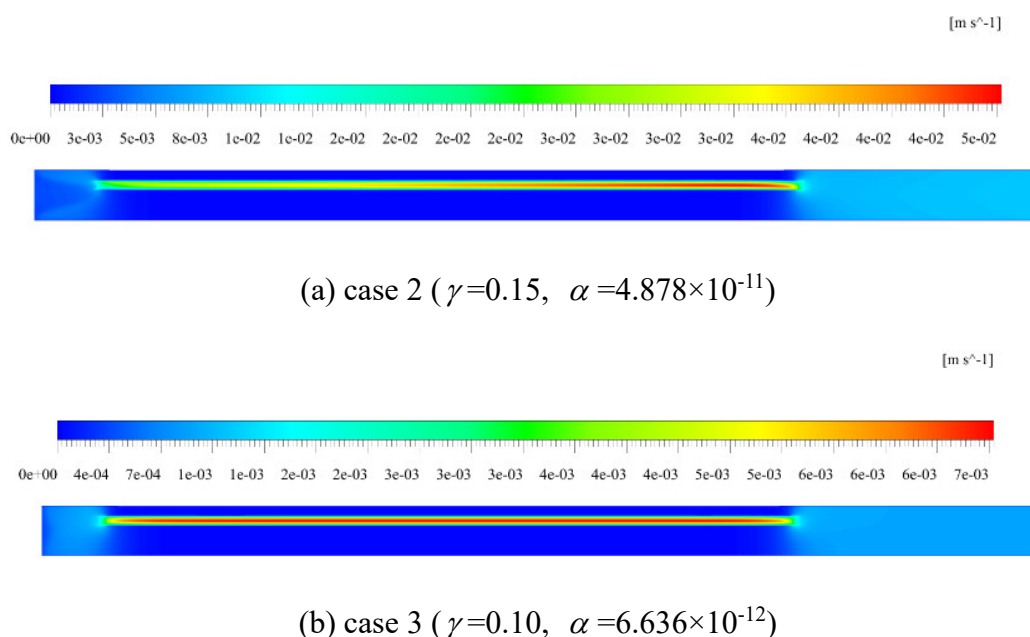 [m s^-1]
0e+00 3e-03 5e-03 8e-03 1e-02 1e-02 2e-02 2e-02 2e-02 2e-02 3e-02 3e-02 3e-02 3e-02 4e-02 4e-02 4e-02 4e-02 5e-02
(a) case 2 (γ=0.15, α=4.878×10⁻¹¹)
[m s^-1]
0e+00 4e-04 7e-04 1e-03 1e-03 2e-03 2e-03 3e-03 3e-03 3e-03 4e-03 4e-03 4e-03 5e-03 5e-03 6e-03 6e-03 6e-03 7e-03
(b) case 3 (γ=0.10, α=6.636×10⁻¹²)